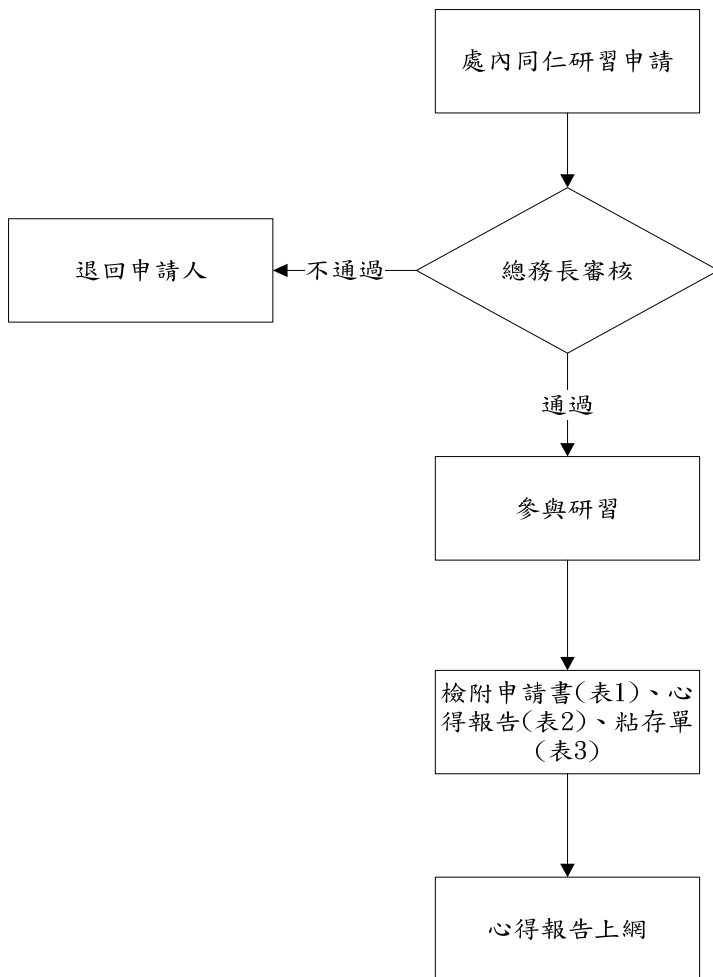 處內同仁研習申請
總務長審核
不通過
退回申請人
通過
參與研習
檢附申請書(表1)、心
得報告(表2)、粘存單
(表3)
心得報告上網